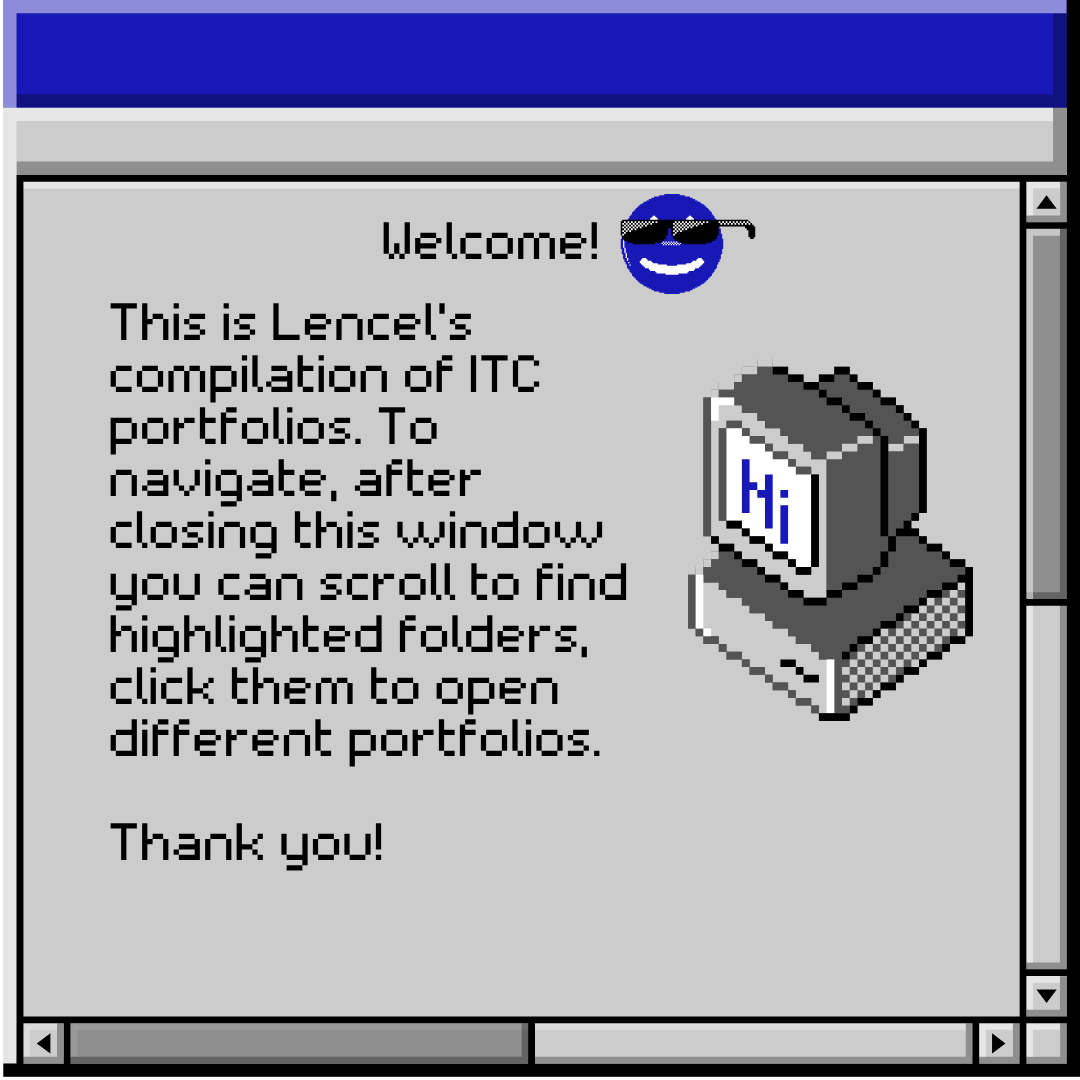 Welcome!
This is Lencel's
compilation of ITC
portfolios. To
navigate, after
closing this window
you can scroll to find
highlighted folders,
click them to open
different portfolios.
Thank you!
Hi